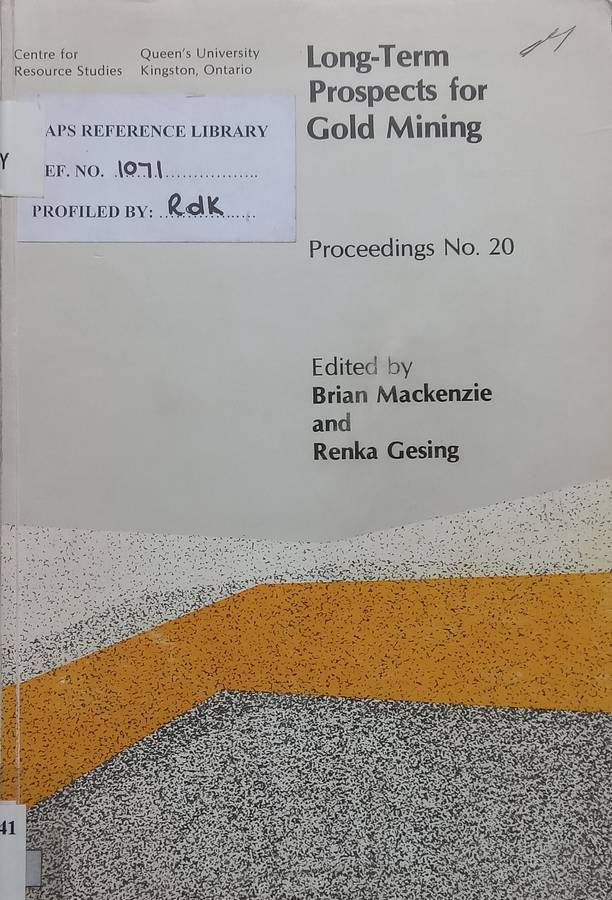 Centre for
Resource Studies
Queen's University
Kingston, Ontario
Long-Term
Prospects for
Gold Mining
Y
APS REFERENCE LIBRARY
EF. NO. 1071
PROFILED BY: RdK
Proceedings No. 20
Edited by
Brian Mackenzie
and
Renka Gesing
41